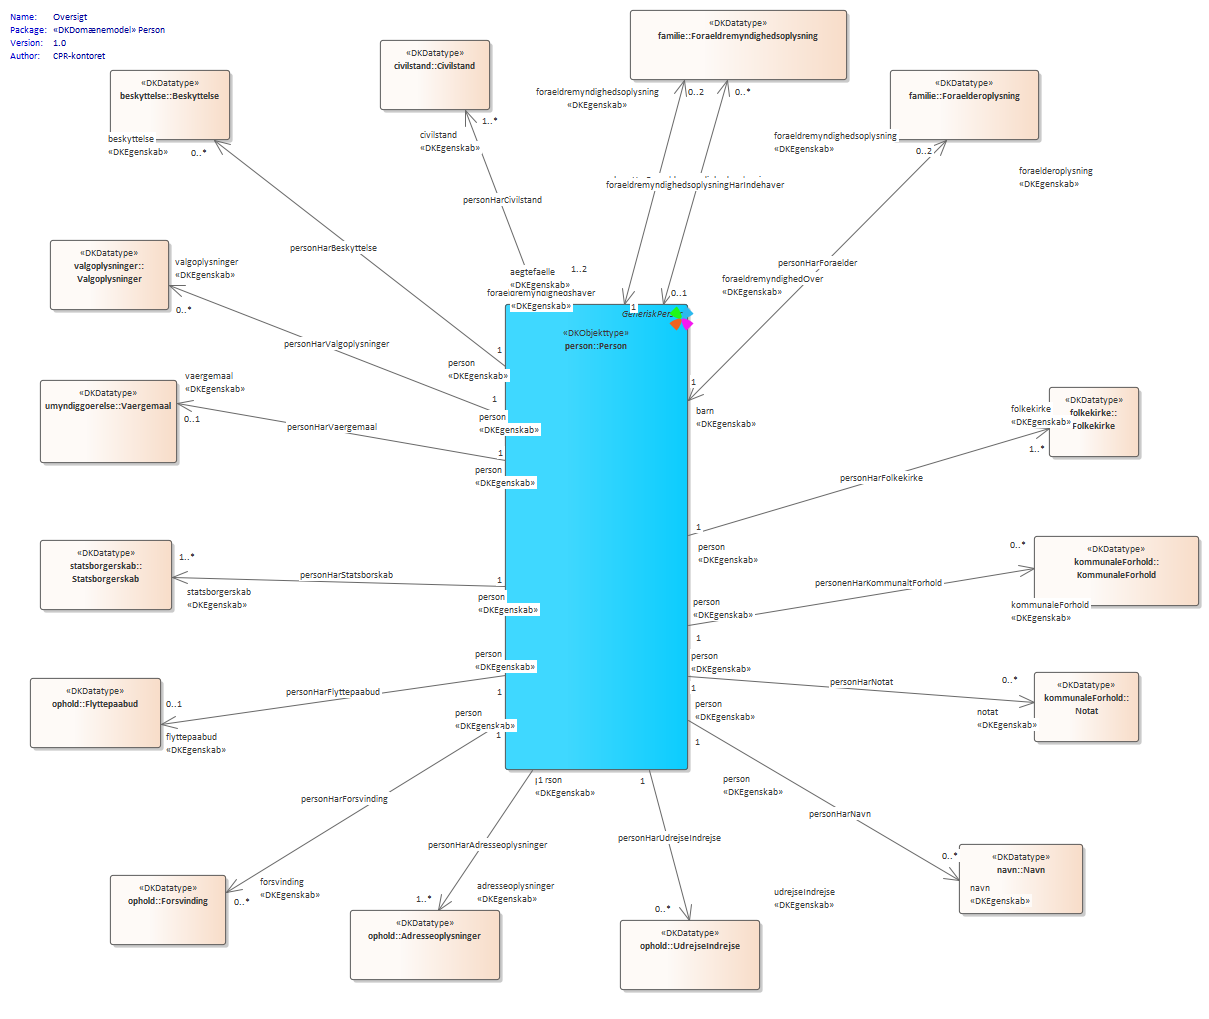 Name: Oversigt
Package: «DKDomænemodel» Person
Version: 1.0
Author: CPR-kontoret
«DKDatatype»
familie::Foraeldremyndighedsoplysning
«DKDatatype»
civilstand::Civilstand
«DKDatatype»
beskyttelse::Beskyttelse
«DKDatatype»
familie::Foraelderoplysning
foraeldremyndighedsoplysning
«DKEgenskab»
0..2
0..*
civilstand
«DKEgenskab»
1..*
beskyttelse
«DKEgenskab»
0..*
foraeldremyndighedsoplysning
«DKEgenskab»
0..2
foraelderoplysning
«DKEgenskab»
foraeldremyndighedsoplysningHarIndehaver
personHarCivilstand
personHarBeskyttelse
personHarForaelder
«DKDatatype»
valgoplysninger::
Valgoplysninger
valgoplysninger
«DKEgenskab»
0..*
aegtefaelle
«DKEgenskab»
1..2
foraeldremyndighedOver
«DKEgenskab»
«DKEgenskab»
1
0..1
GeneriskPerson
«DKObjekttype»
person::Person
personHarValgoplysninger
1
person
«DKEgenskab»
1
person
«DKEgenskab»
1
barn
«DKEgenskab»
«DKDatatype»
umyndiggoerelse::Vaergemaal
vaergemaal
«DKEgenskab»
0..1
personHarVaergemaal
1
person
«DKEgenskab»
«DKDatatype»
folkekirke::
Folkekirke
folkekirke
«DKEgenskab»
1..*
personHarFolkekirke
1
person
«DKEgenskab»
«DKDatatype»
statsborgerskab::
Statsborgerskab
1..*
statsborgerskab
«DKEgenskab»
personHarStatsborskab
1
person
«DKEgenskab»
«DKDatatype»
kommunaleForhold::
KommunaleForhold
0..*
kommunaleForhold
«DKEgenskab»
personenHarKommunaltForhold
person
«DKEgenskab»
1
«DKDatatype»
ophold::Flyttepaabud
0..1
flyttepaabud
«DKEgenskab»
personHarFlyttepaabud
person
«DKEgenskab»
1
«DKDatatype»
kommunaleForhold::
Notat
0..*
notat
«DKEgenskab»
personHarNotat
person
«DKEgenskab»
1
person
«DKEgenskab»
1
person
«DKEgenskab»
1
personHarForsvinding
1
«DKEgenskab»
1
person
«DKEgenskab»
personHarNavn
personHarAdresseoplysninger
personHarUdrejseIndrejse
«DKDatatype»
ophold::Forsvinding
forsvinding
«DKEgenskab»
0..*
adresseoplysninger
«DKEgenskab»
1..*
«DKDatatype»
ophold::Adresseoplysninger
udrejseIndrejse
«DKEgenskab»
0..*
«DKDatatype»
ophold::UdrejseIndrejse
0..*
«DKDatatype»
navn::Navn
navn
«DKEgenskab»